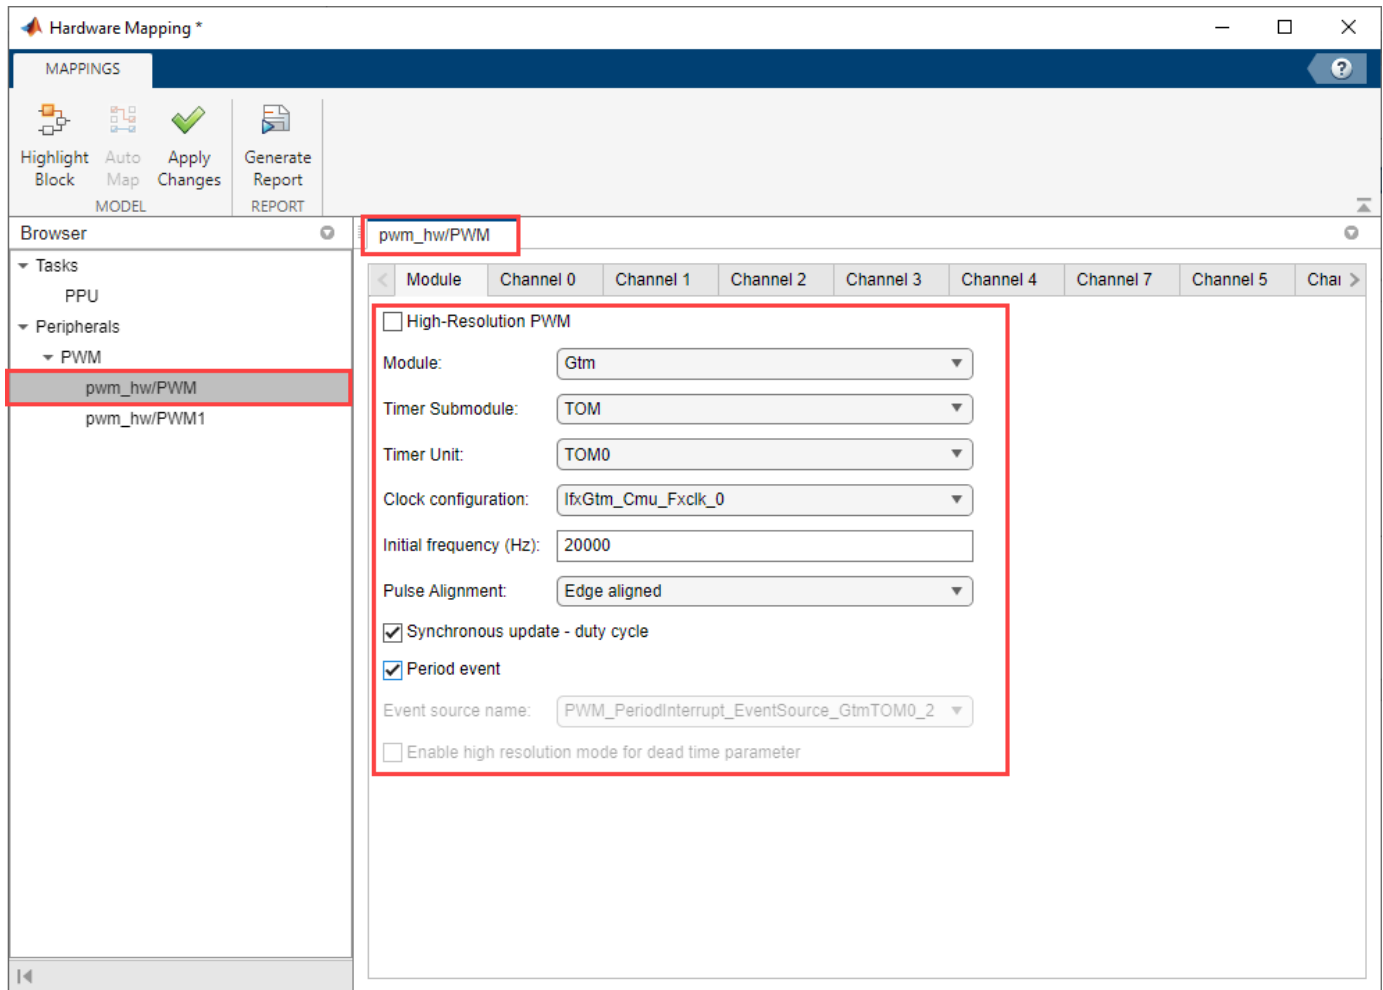 Hardware Mapping *
MAPPINGS
?
Highlight Block
Auto Map
Apply Changes
Generate Report
MODEL
REPORT
Browser
pwm_hw/PWM
Tasks
PPU
Peripherals
PWM
pwm_hw/PWM
pwm_hw/PWM1
Module Channel 0 Channel 1 Channel 2 Channel 3 Channel 4 Channel 7 Channel 5 Chai
High-Resolution PWM
Module: Gtm
Timer Submodule: TOM
Timer Unit: TOM0
Clock configuration: IfxGtm_Cmu_Fxclk_0
Initial frequency (Hz): 20000
Pulse Alignment: Edge aligned
Synchronous update - duty cycle
Period event
Event source name: PWM_PeriodInterrupt_EventSource_GtmTOM0_2
Enable high resolution mode for dead time parameter